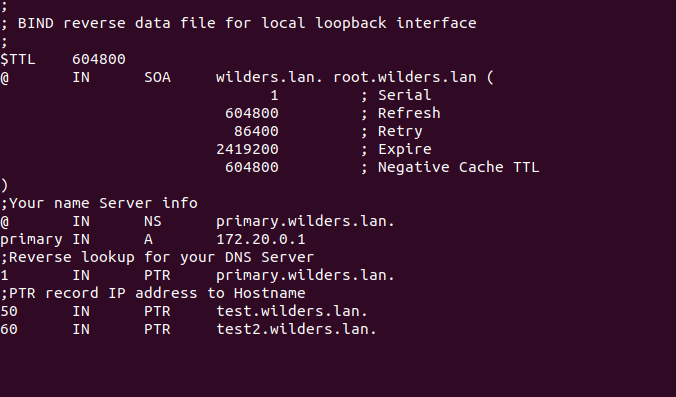 ;
; BIND reverse data file for local loopback interface
;
$TTL    604800
@       IN      SOA     wilders.lan. root.wilders.lan (
                              1         ; Serial
                         604800         ; Refresh
                          86400         ; Retry
                        2419200         ; Expire
                         604800         ; Negative Cache TTL
)
;Your name Server info
@       IN      NS      primary.wilders.lan.
primary IN      A       172.20.0.1
;Reverse lookup for your DNS Server
1       IN      PTR     primary.wilders.lan.
;PTR record IP address to Hostname
50      IN      PTR     test.wilders.lan.
60      IN      PTR     test2.wilders.lan.